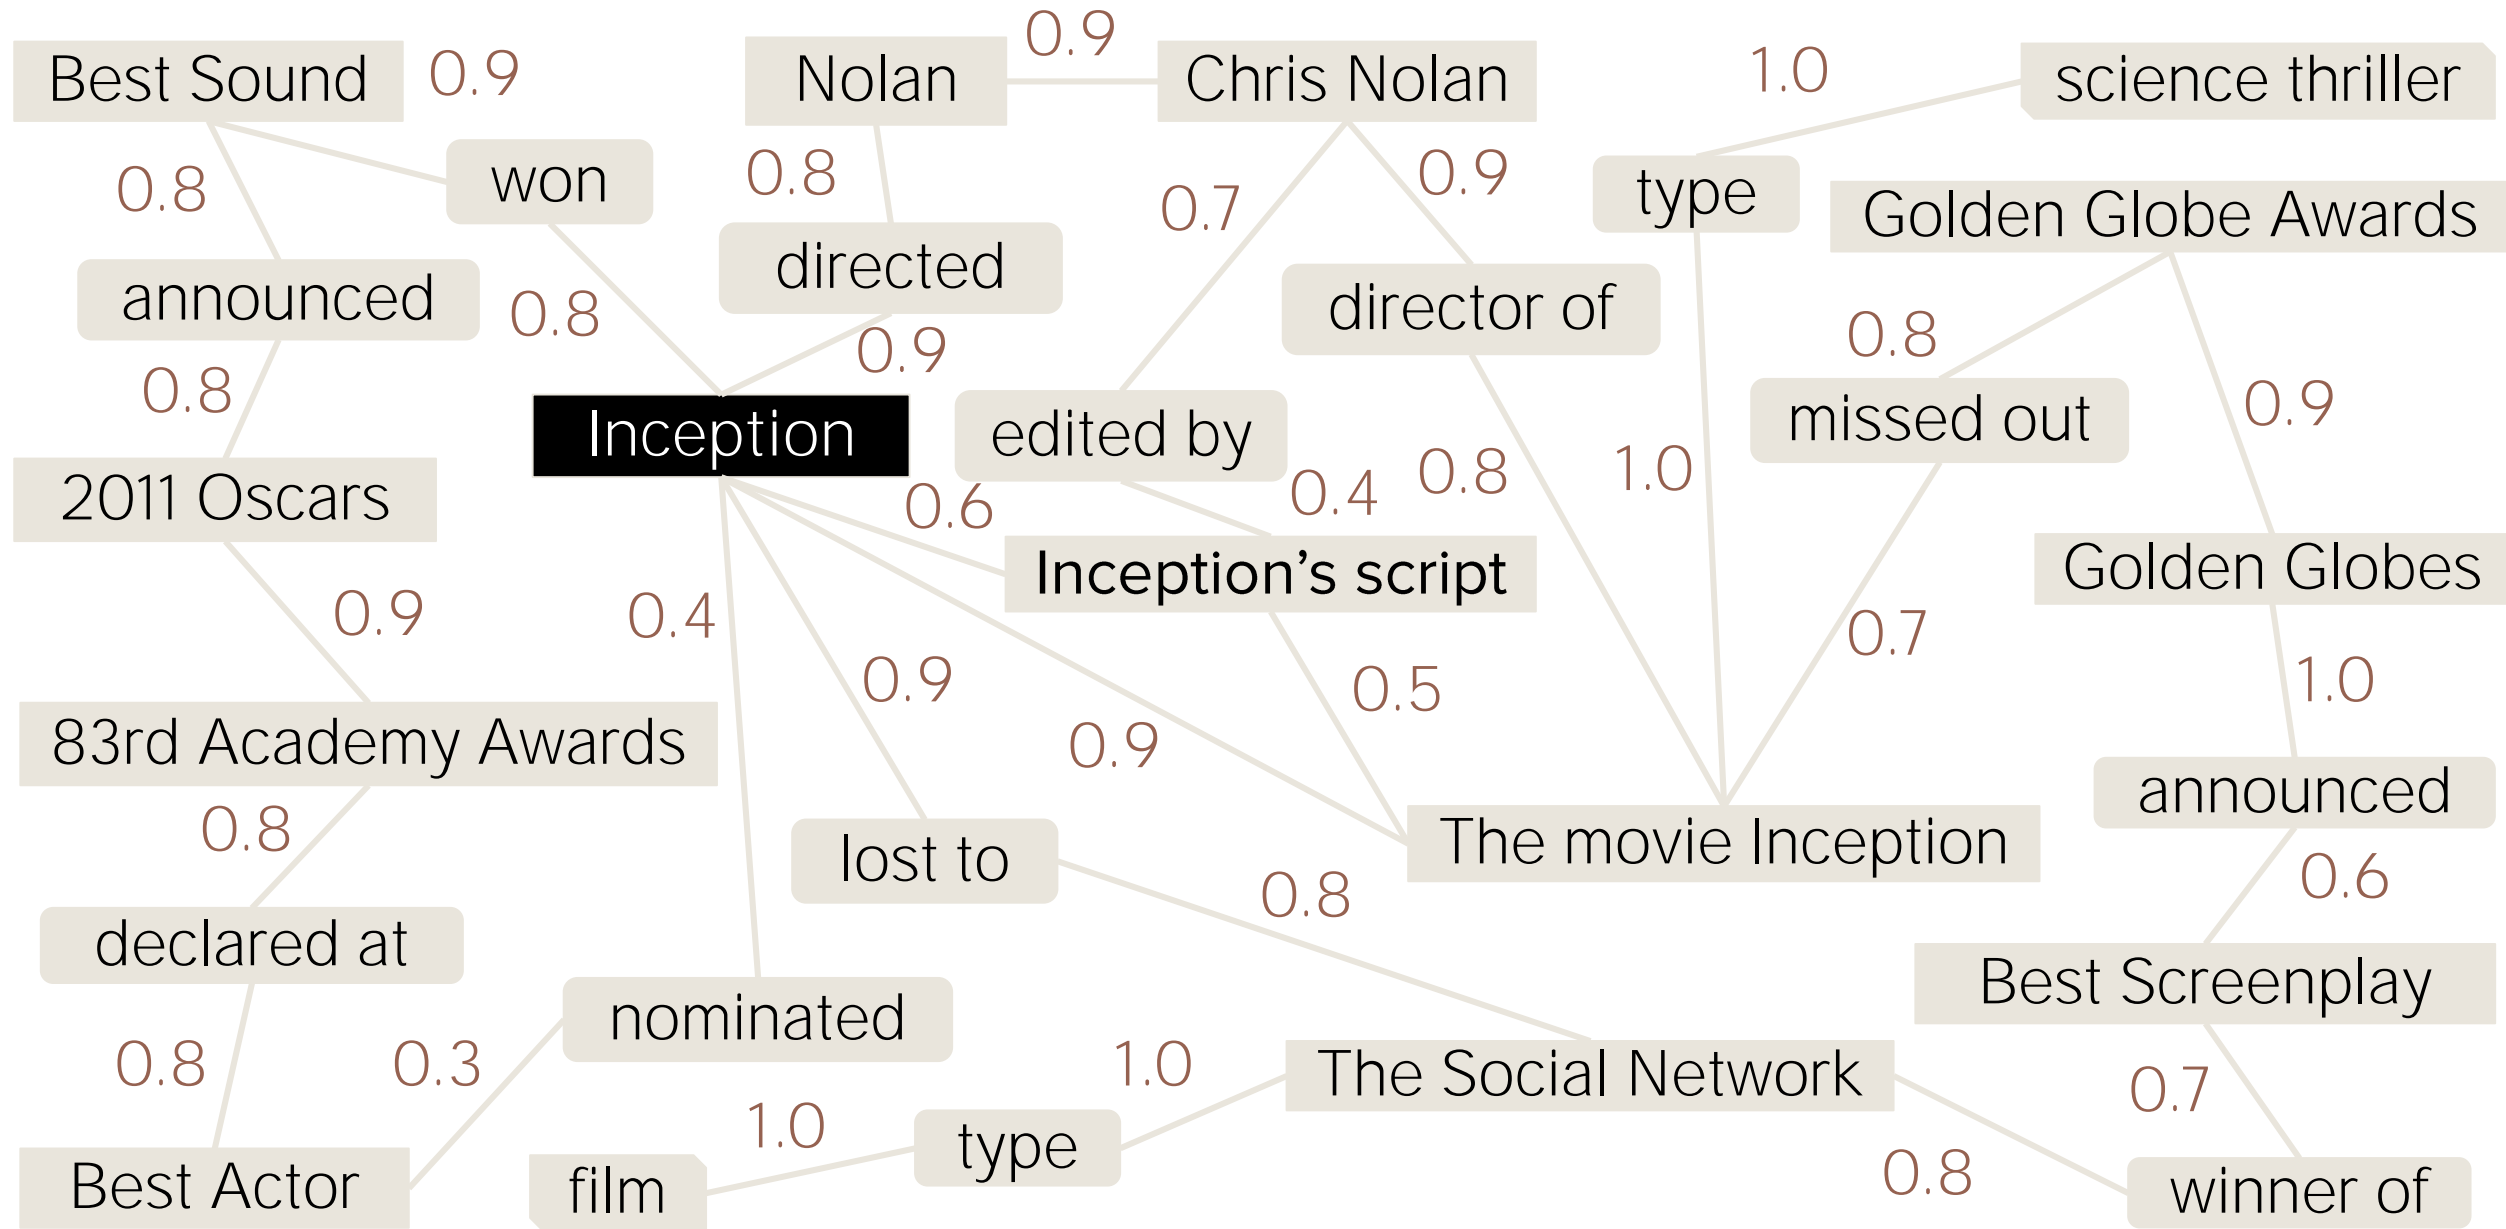 Best Sound
0.9
Nolan
0.9
Chris Nolan
1.0
science thriller
won
0.8
0.8
0.9
type
0.7
Golden Globe Awards
announced
directed
director of
0.8
0.9
0.8
0.8
Inception
edited by
missed out
0.9
2011 Oscars
0.6
0.4
0.8
1.0
Inception's script
Golden Globes
0.9
0.4
0.9
0.5
0.7
1.0
83rd Academy Awards
0.9
announced
0.8
lost to
The movie Inception
0.8
0.6
declared at
nominated
Best Screenplay
0.8
0.3
1.0
The Social Network
0.7
1.0
type
Best Actor
film
0.8
winner of